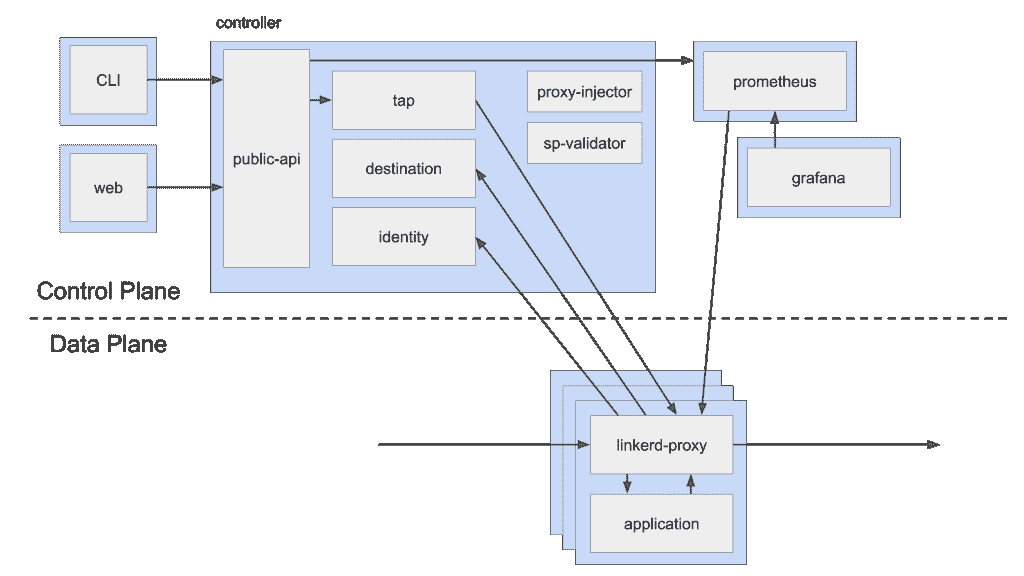 controller
CLI
web
public-api
tap
destination
identity
proxy-injector
sp-validator
prometheus
grafana
Control Plane
Data Plane
linkerd-proxy
application